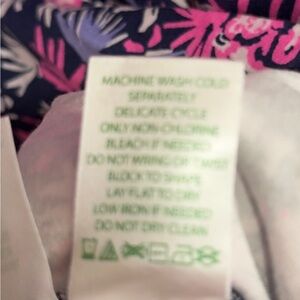 MACHINE WASH COLD
SEPARATELY
DELICATE CYCLE
ONLY NON-CHLORINE
BLEACH IF NEEDED
DO NOT WRING OR TWIST
BLOCK TO SHAPE
LAY FLAT TO DRY
LOW IRON IF NEEDED
DO NOT DRY CLEAN